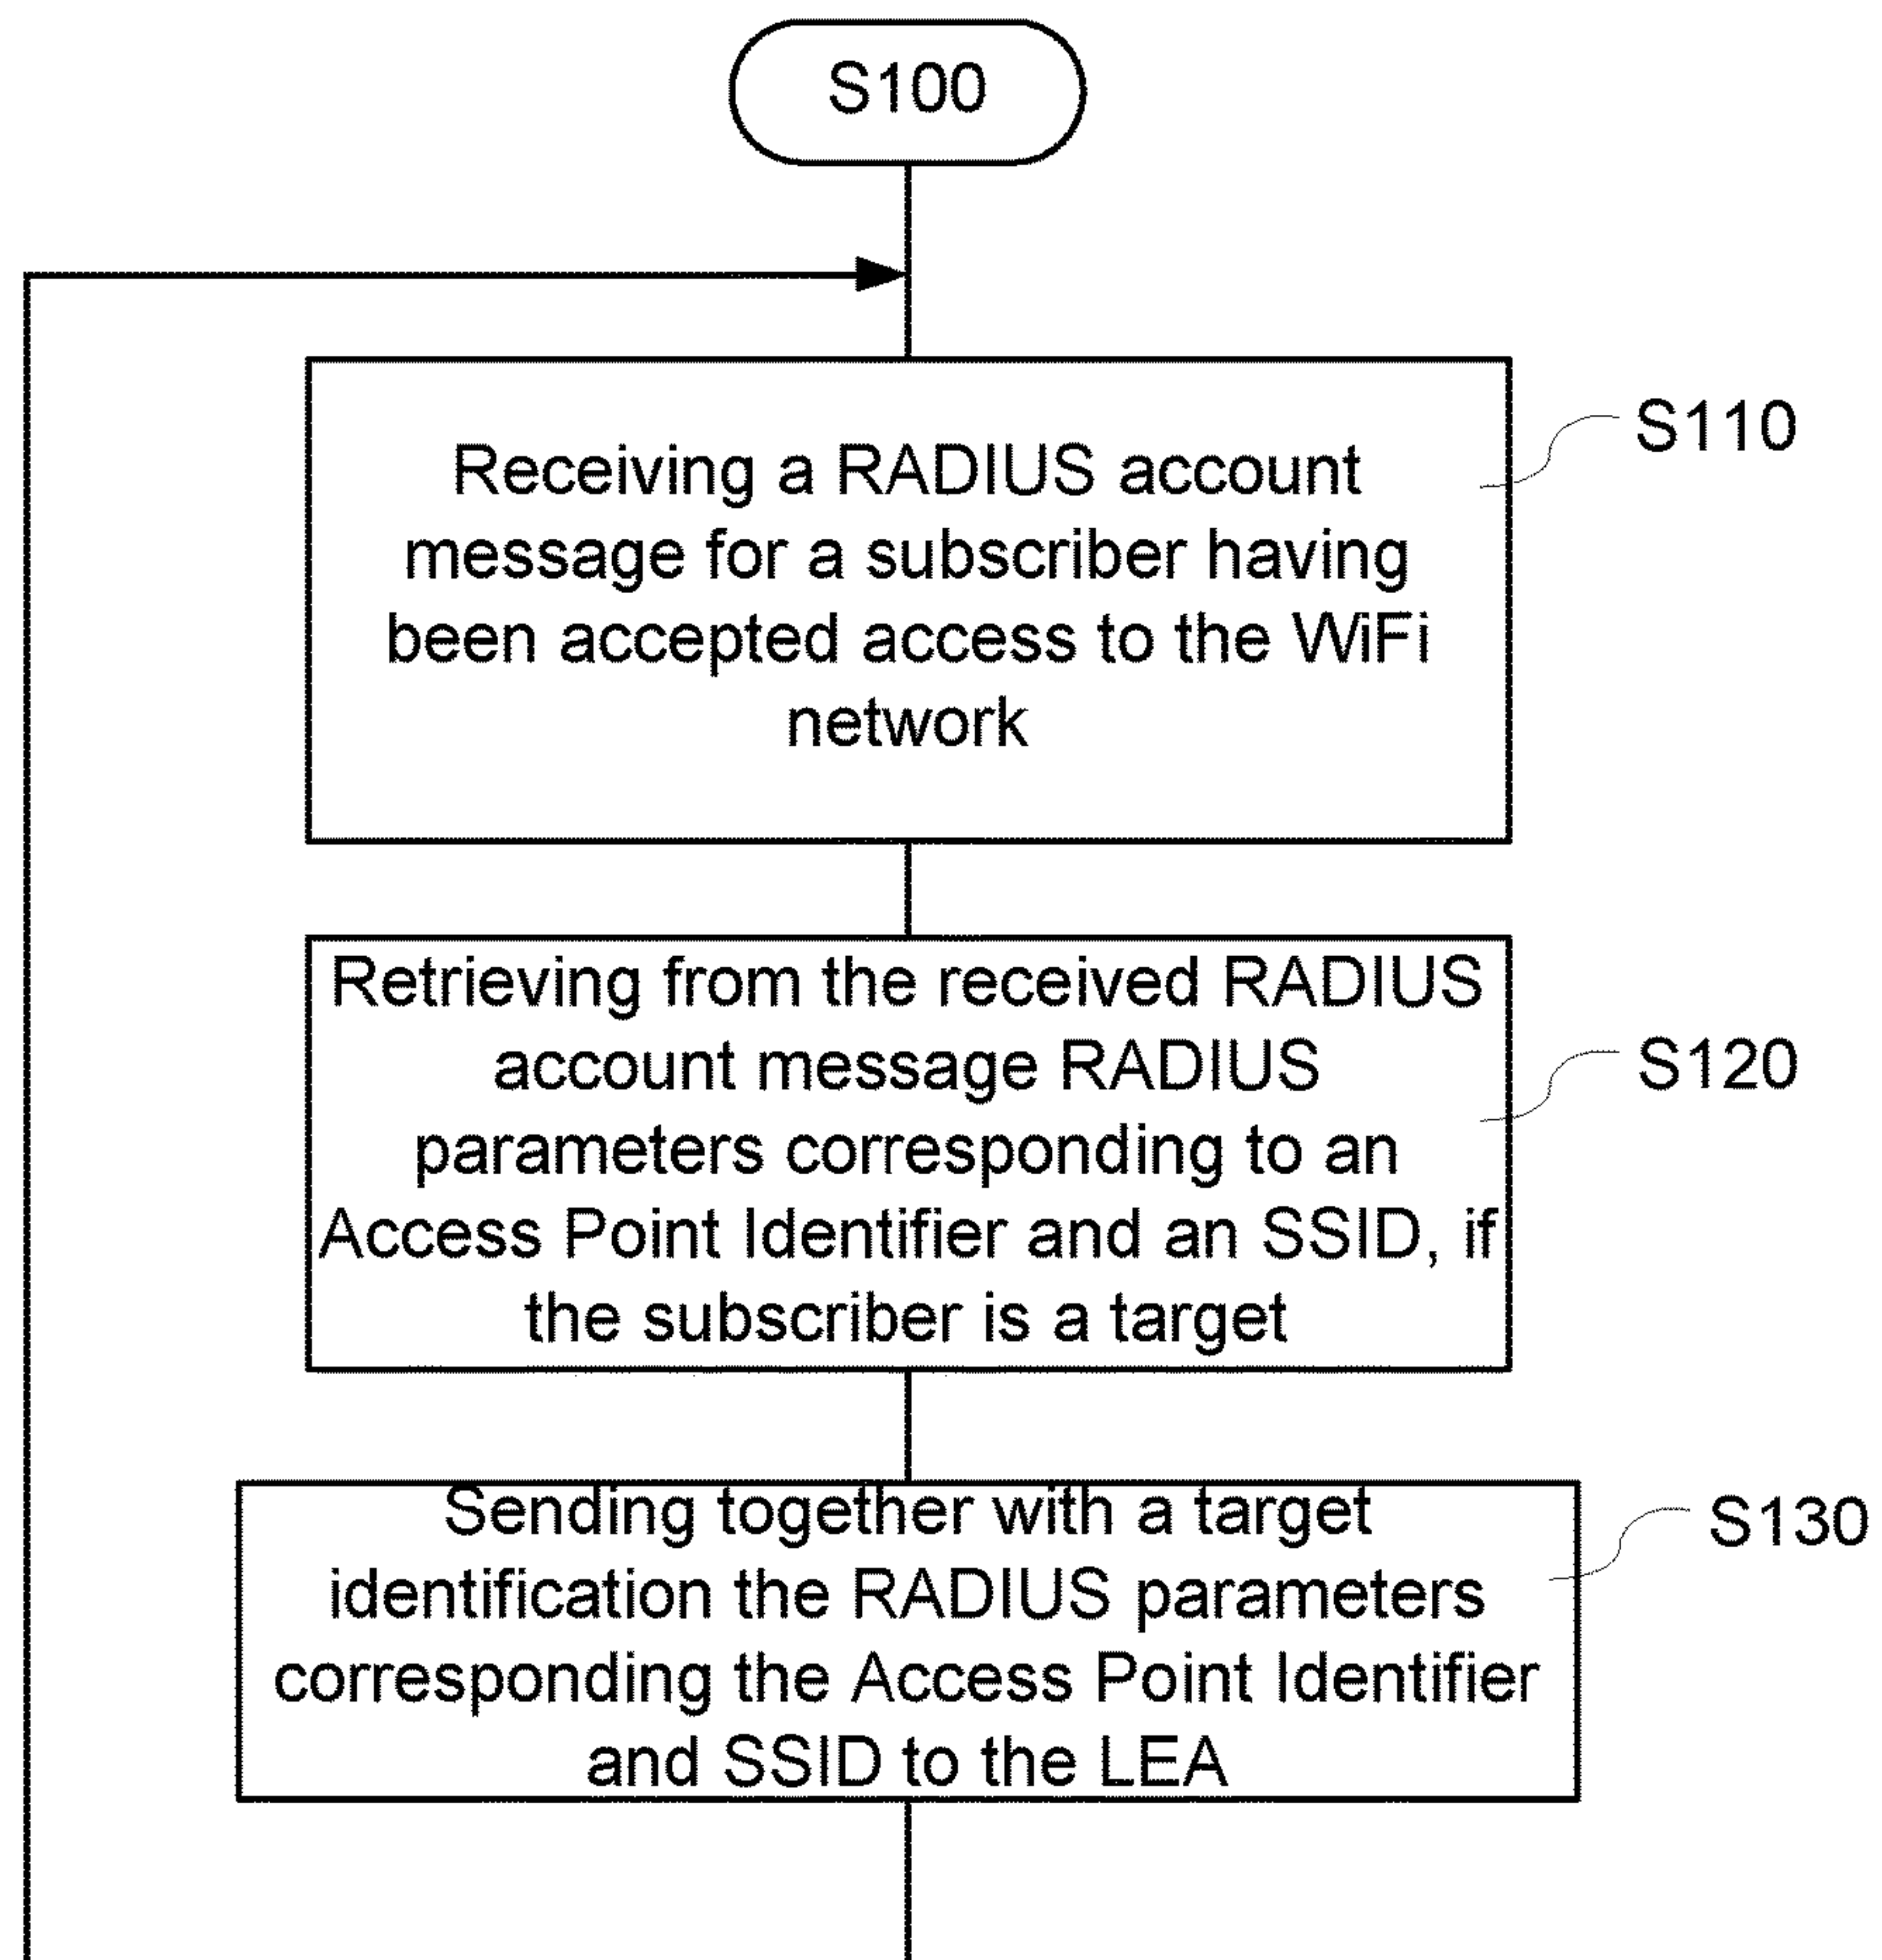 S100
Receiving a RADIUS account
message for a subscriber having
been accepted access to the WiFi
network
S110
Retrieving from the received RADIUS
account message RADIUS
parameters corresponding to an
Access Point Identifier and an SSID, if
the subscriber is a target
S120
Sending together with a target
identification the RADIUS parameters
corresponding the Access Point Identifier
and SSID to the LEA
S130